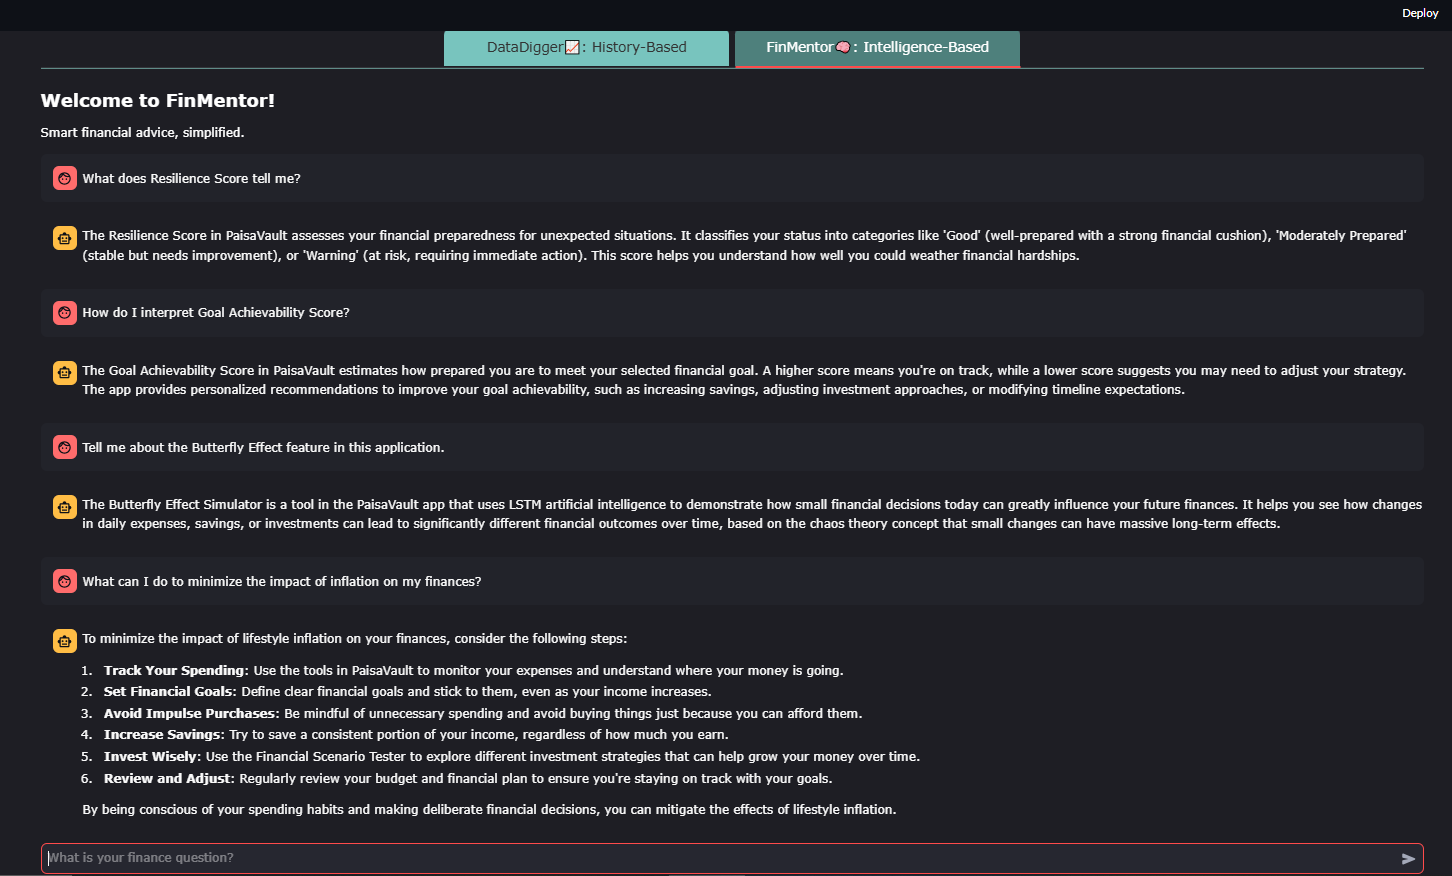 Deploy
DataDigger📈: History-Based
FinMentor🧠: Intelligence-Based
Welcome to FinMentor!
Smart financial advice, simplified.
What does Resilience Score tell me?
The Resilience Score in PaisaVault assesses your financial preparedness for unexpected situations. It classifies your status into categories like 'Good' (well-prepared with a strong financial cushion), 'Moderately Prepared'
(stable but needs improvement), or 'Warning' (at risk, requiring immediate action). This score helps you understand how well you could weather financial hardships.
How do I interpret Goal Achievability Score?
The Goal Achievability Score in PaisaVault estimates how prepared you are to meet your selected financial goal. A higher score means you're on track, while a lower score suggests you may need to adjust your strategy.
The app provides personalized recommendations to improve your goal achievability, such as increasing savings, adjusting investment approaches, or modifying timeline expectations.
Tell me about the Butterfly Effect feature in this application.
The Butterfly Effect Simulator is a tool in the PaisaVault app that uses LSTM artificial intelligence to demonstrate how small financial decisions today can greatly influence your future finances. It helps you see how changes
in daily expenses, savings, or investments can lead to significantly different financial outcomes over time, based on the chaos theory concept that small changes can have massive long-term effects.
What can I do to minimize the impact of inflation on my finances?
To minimize the impact of lifestyle inflation on your finances, consider the following steps:
1. Track Your Spending: Use the tools in PaisaVault to monitor your expenses and understand where your money is going.
2. Set Financial Goals: Define clear financial goals and stick to them, even as your income increases.
3. Avoid Impulse Purchases: Be mindful of unnecessary spending and avoid buying things just because you can afford them.
4. Increase Savings: Try to save a consistent portion of your income, regardless of how much you earn.
5. Invest Wisely: Use the Financial Scenario Tester to explore different investment strategies that can help grow your money over time.
6. Review and Adjust: Regularly review your budget and financial plan to ensure you're staying on track with your goals.
By being conscious of your spending habits and making deliberate financial decisions, you can mitigate the effects of lifestyle inflation.
What is your finance question?